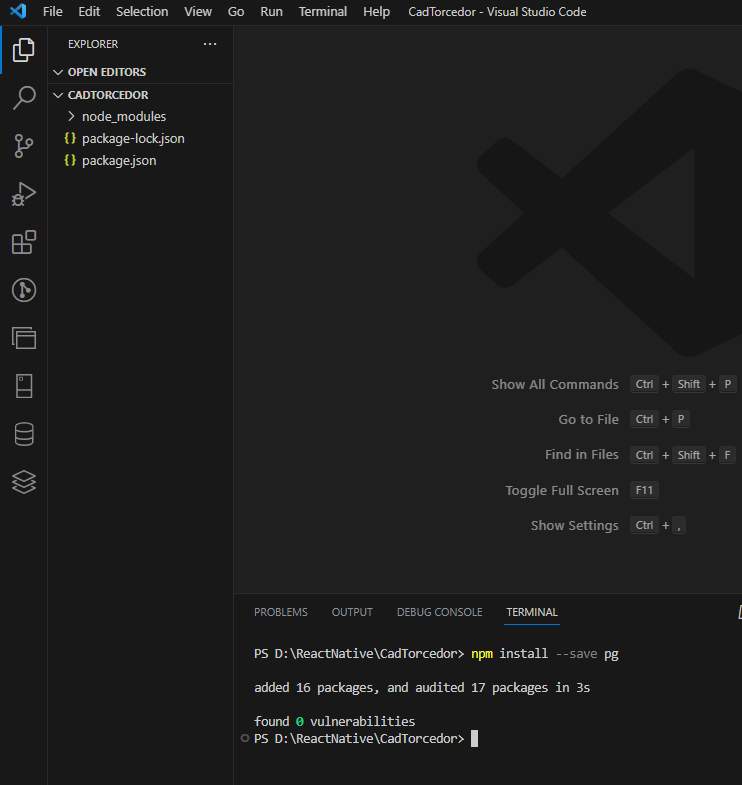 File Edit Selection View Go Run Terminal Help CadTorcedor - Visual Studio Code
EXPLORER ...
OPEN EDITORS
CADTORCEDOR
node_modules
{} package-lock.json
{} package.json
Show All Commands Ctrl + Shift + P
Go to File Ctrl + P
Find in Files Ctrl + Shift + F
Toggle Full Screen F11
Show Settings Ctrl + ,
PROBLEMS OUTPUT DEBUG CONSOLE TERMINAL
PS D:\ReactNative\CadTorcedor> npm install --save pg
added 16 packages, and audited 17 packages in 3s
found 0 vulnerabilities
PS D:\ReactNative\CadTorcedor>